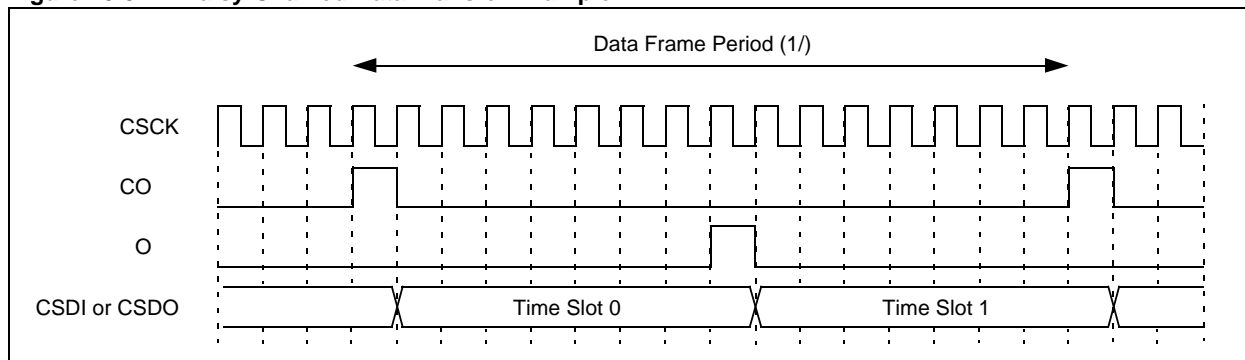 Data Frame Period (1/)
CSCK
CO
O
CSDI or CSDO
Time Slot 0
Time Slot 1